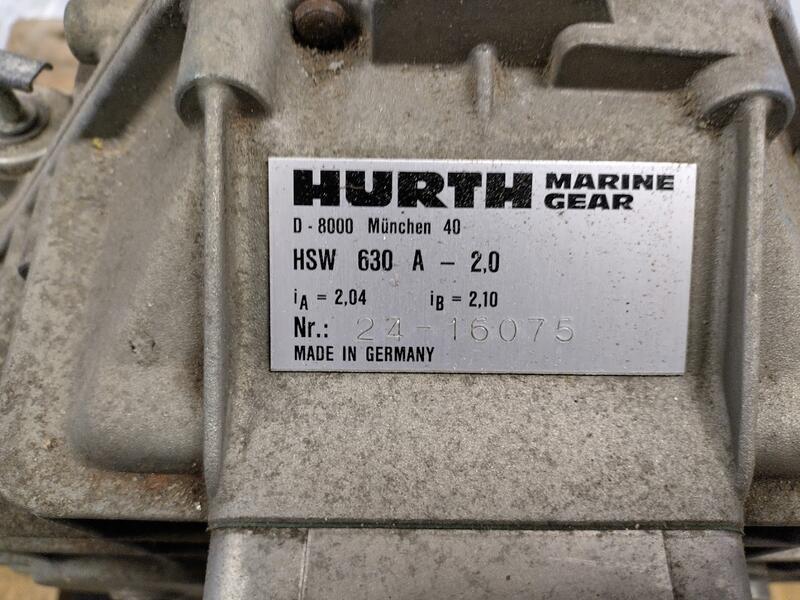 HURTH MARINE GEAR
D - 8000 München 40
HSW 630 A - 2,0
iA = 2,04 iB = 2,10
Nr.: 24-16075
MADE IN GERMANY